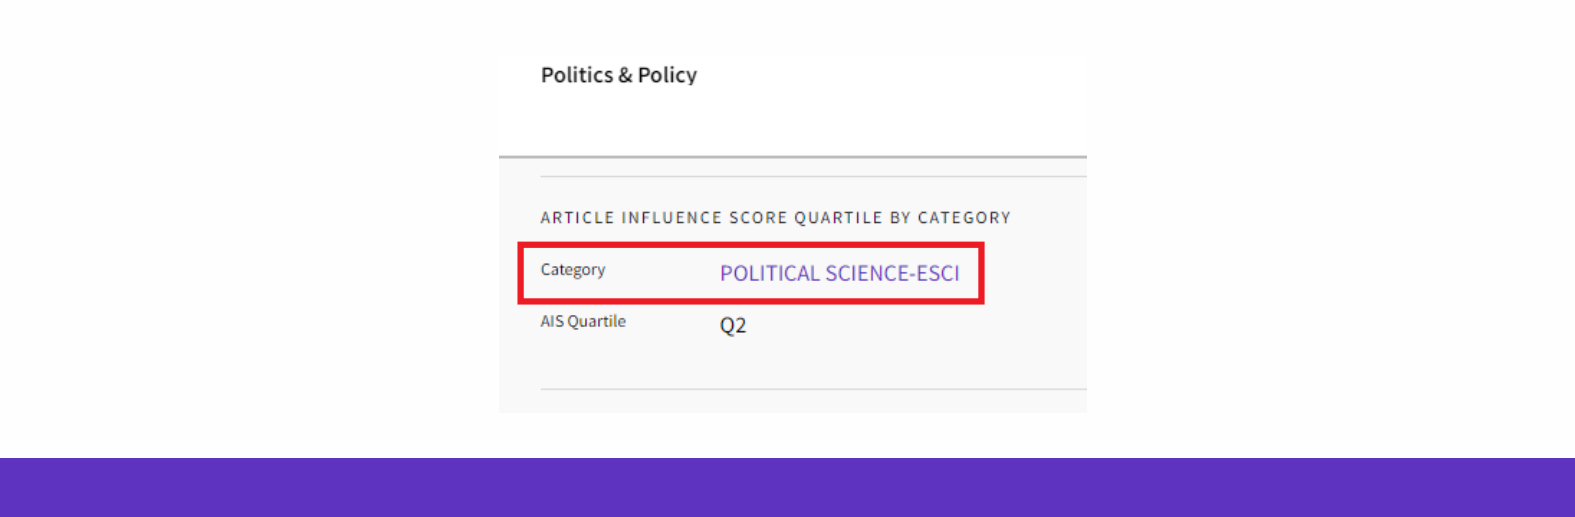 Politics & Policy
ARTICLE INFLUENCE SCORE QUARTILE BY CATEGORY
Category POLITICAL SCIENCE-ESCI
AIS Quartile Q2